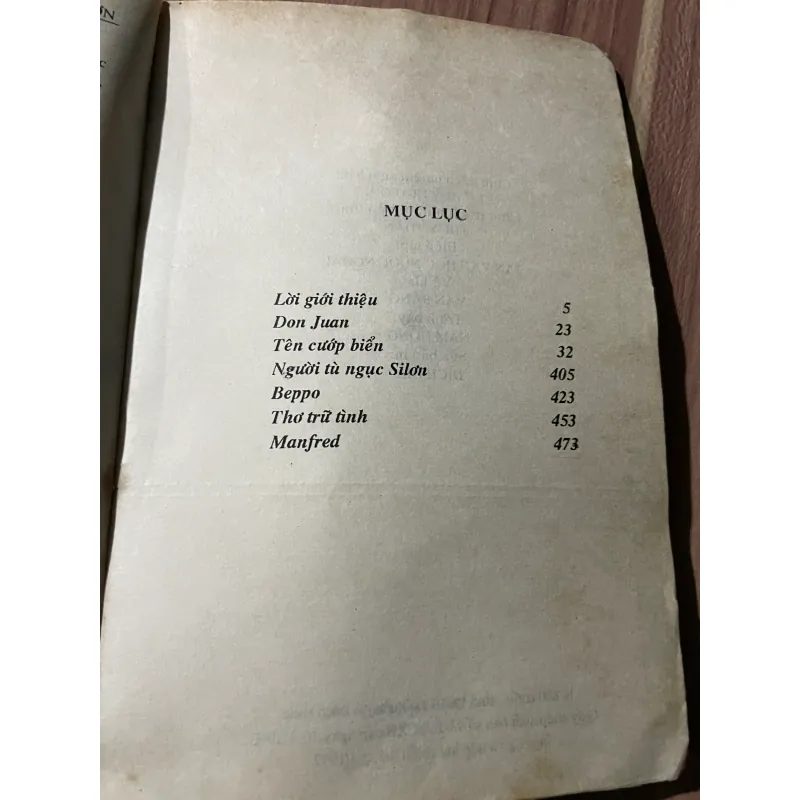 MỤC LỤC
Lời giới thiệu 5
Don Juan 23
Tên cướp biển 32
Người tù ngục Silơn 405
Beppo 423
Thơ trữ tình 453
Manfred 473